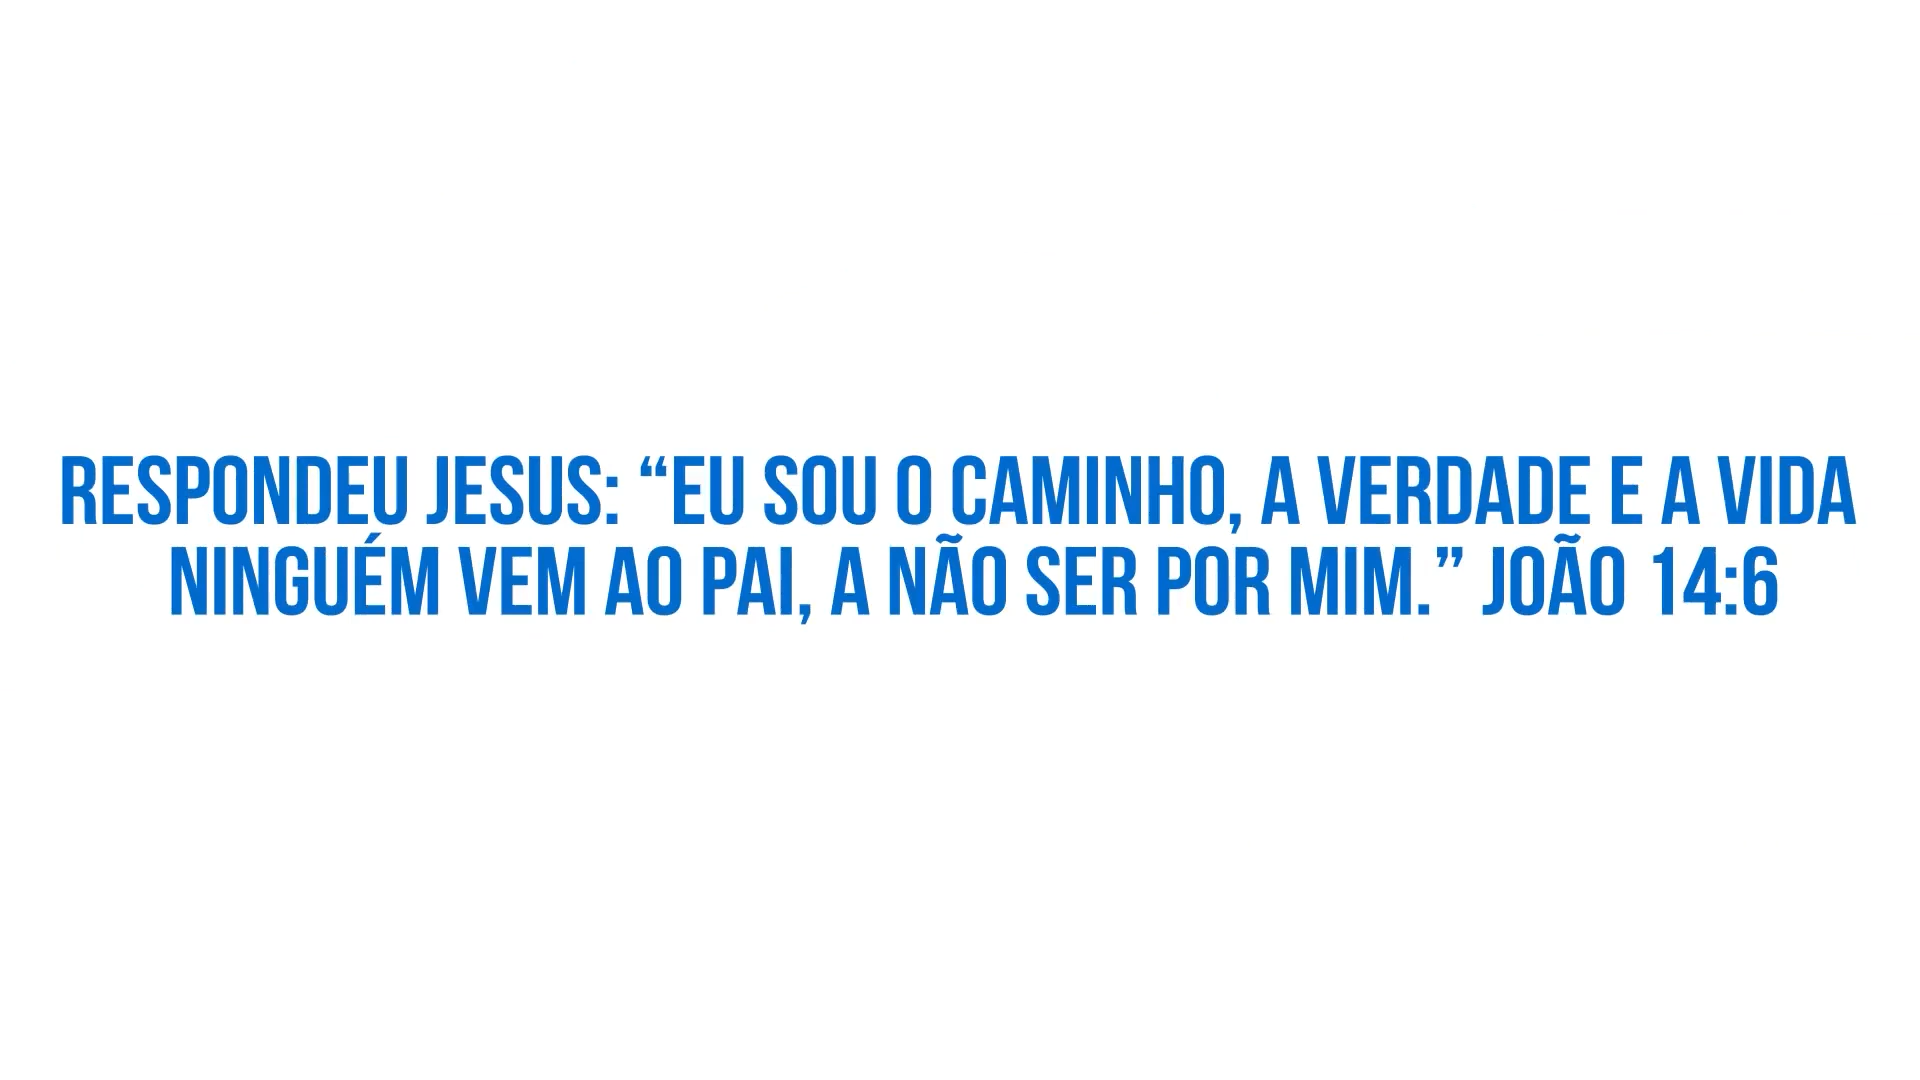 RESPONDEU JESUS: “EU SOU O CAMINHO, A VERDADE E A VIDA
NINGUÉM VEM AO PAI, A NÃO SER POR MIM.” JOÃO 14:6